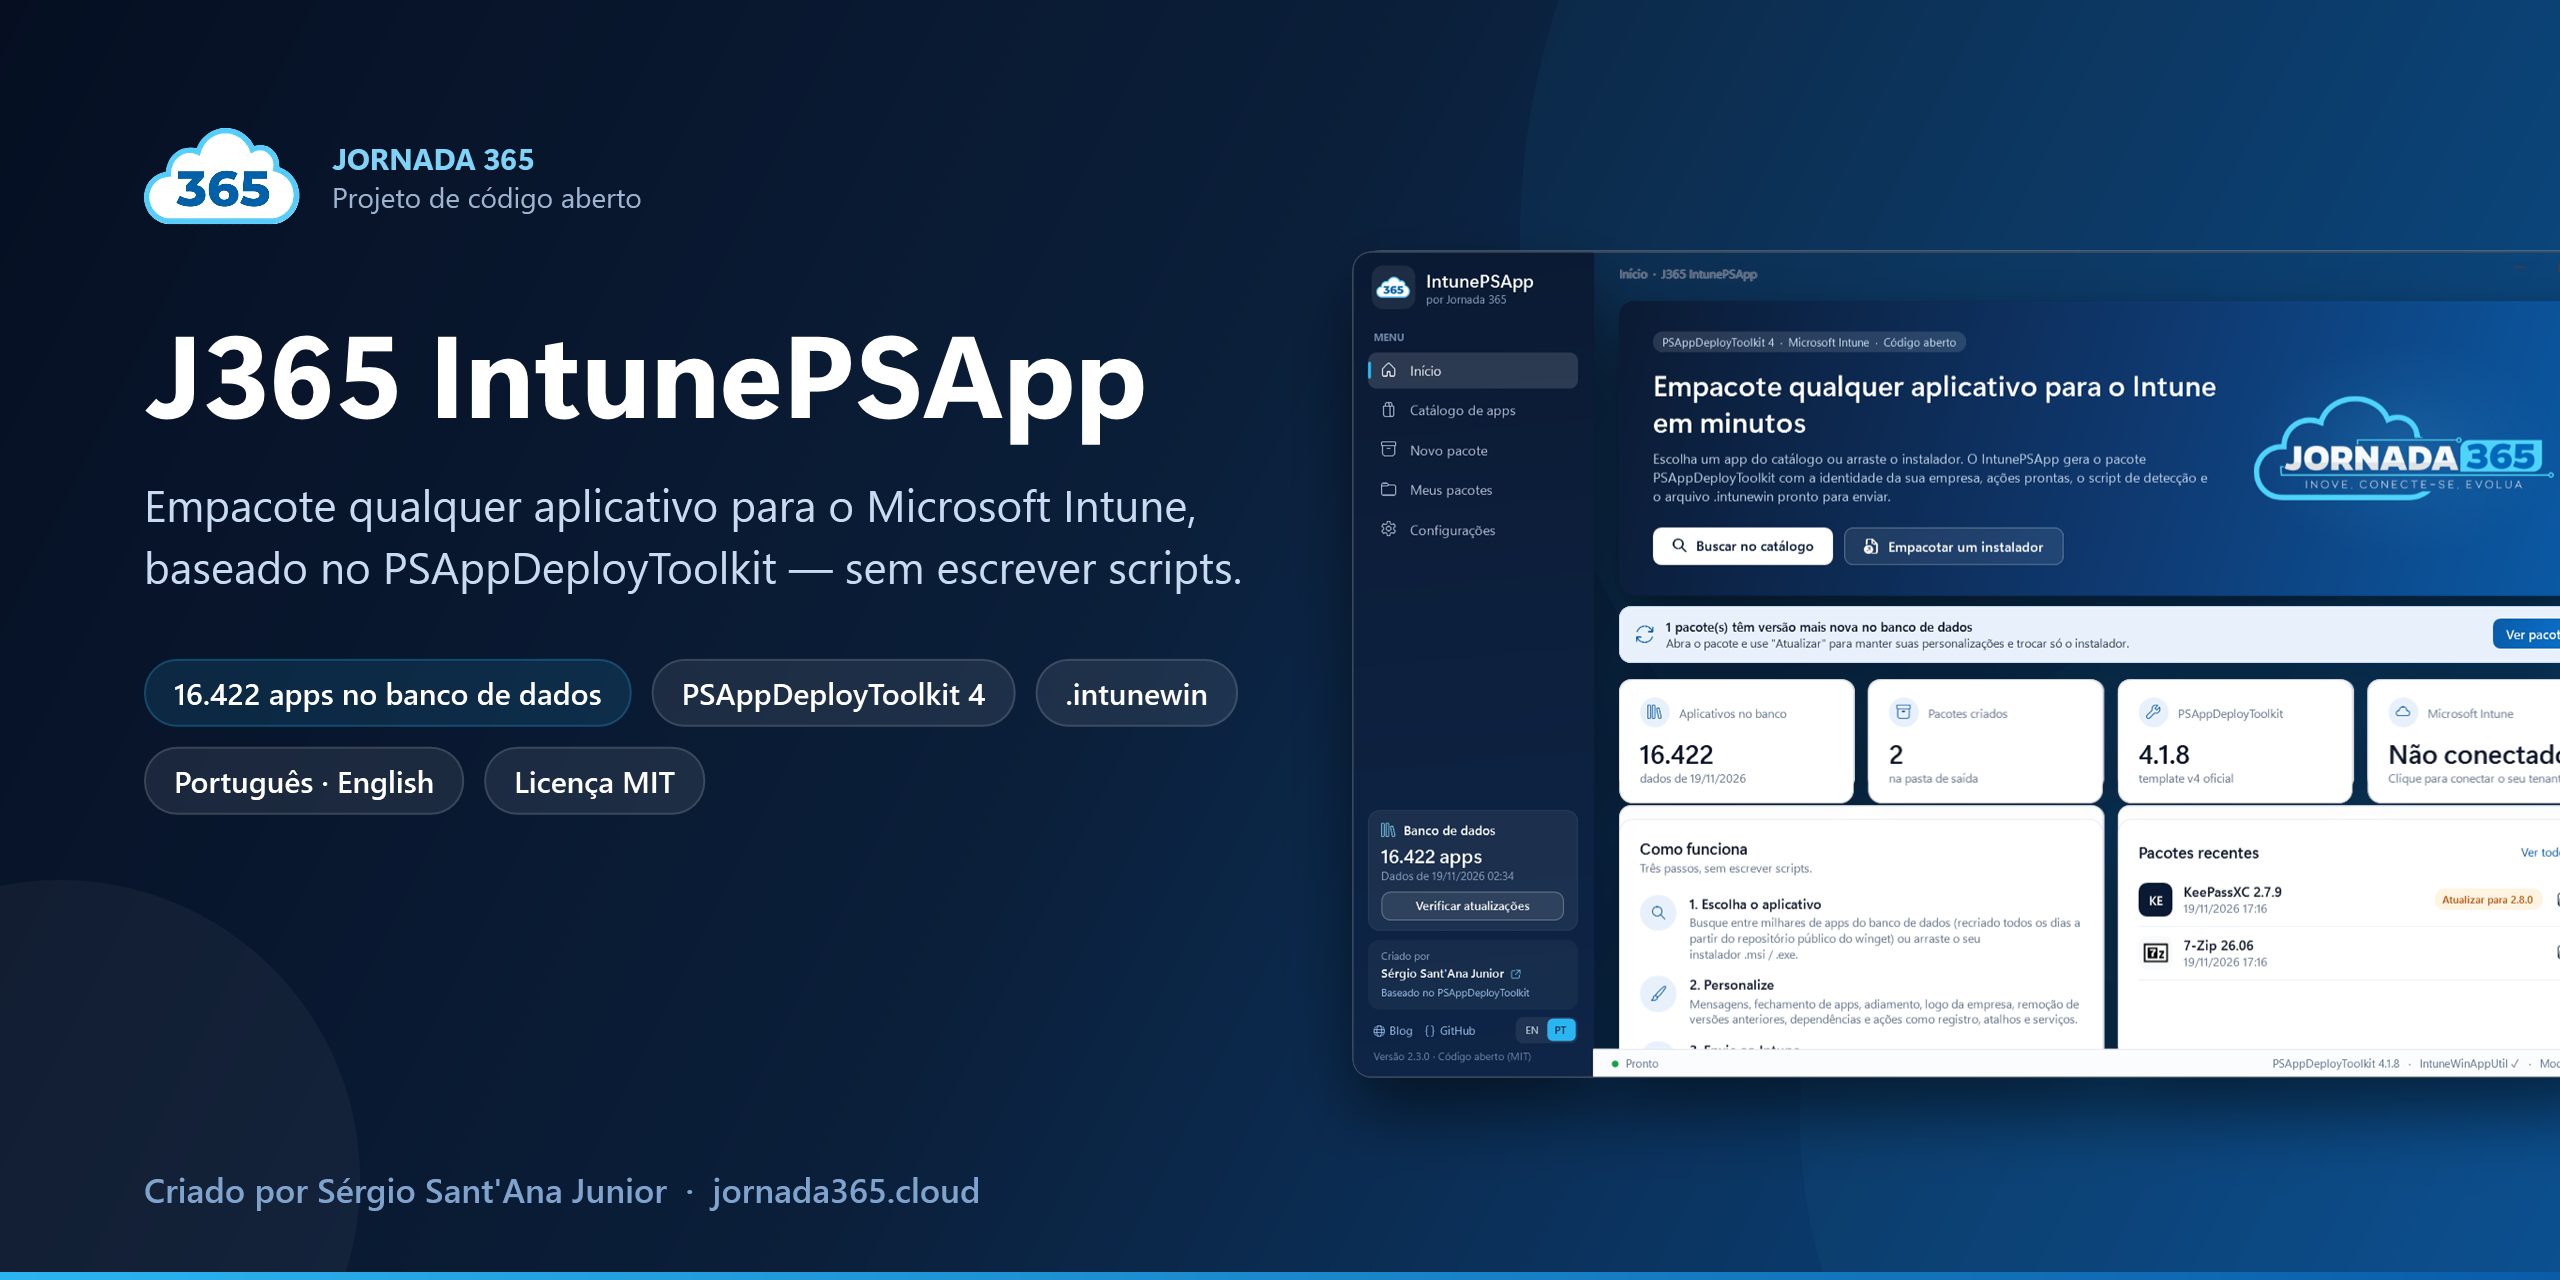 365
JORNADA 365
Projeto de código aberto
J365 IntunePSApp
Empacote qualquer aplicativo para o Microsoft Intune,
baseado no PSAppDeployToolkit — sem escrever scripts.
16.422 apps no banco de dados
PSAppDeployToolkit 4
.intunewin
Português · English
Licença MIT
Criado por Sérgio Sant'Ana Junior · jornada365.cloud
365
IntunePSApp
por Jornada 365
MENU
Início
Catálogo de apps
Novo pacote
Meus pacotes
Configurações
Banco de dados
16.422 apps
Dados de 19/11/2026 02:34
Verificar atualizações
Criado por
Sérgio Sant'Ana Junior
Baseado no PSAppDeployToolkit
Blog
{} GitHub
EN
PT
Versão 2.3.0 · Código aberto (MIT)
Início · J365 IntunePSApp
PSAppDeployToolkit 4 · Microsoft Intune · Código aberto
Empacote qualquer aplicativo para o Intune
em minutos
Escolha um app do catálogo ou arraste o instalador. O IntunePSApp gera o pacote
PSAppDeployToolkit com a identidade da sua empresa, ações prontas, o script de detecção e
o arquivo .intunewin pronto para enviar.
Buscar no catálogo
Empacotar um instalador
JORNADA 365
INOVE. CONECTE-SE. EVOLUA
1 pacote(s) têm versão mais nova no banco de dados
Abra o pacote e use "Atualizar" para manter suas personalizações e trocar só o instalador.
Ver pacot
Aplicativos no banco
16.422
dados de 19/11/2026
Pacotes criados
2
na pasta de saída
PSAppDeployToolkit
4.1.8
template v4 oficial
Microsoft Intune
Não conectado
Clique para conectar o seu tenant
Como funciona
Três passos, sem escrever scripts.
1. Escolha o aplicativo
Busque entre milhares de apps do banco de dados (recriado todos os dias a
partir do repositório público do winget) ou arraste o seu
instalador .msi / .exe.
2. Personalize
Mensagens, fechamento de apps, adiamento, logo da empresa, remoção de
versões anteriores, dependências e ações como registro, atalhos e serviços.
Pacotes recentes
Ver tod
KE
KeePassXC 2.7.9
19/11/2026 17:16
Atualizar para 2.8.0
7z
7-Zip 26.06
19/11/2026 17:16
Pronto
PSAppDeployToolkit 4.1.8 · IntuneWinAppUtil ✓ · Mod